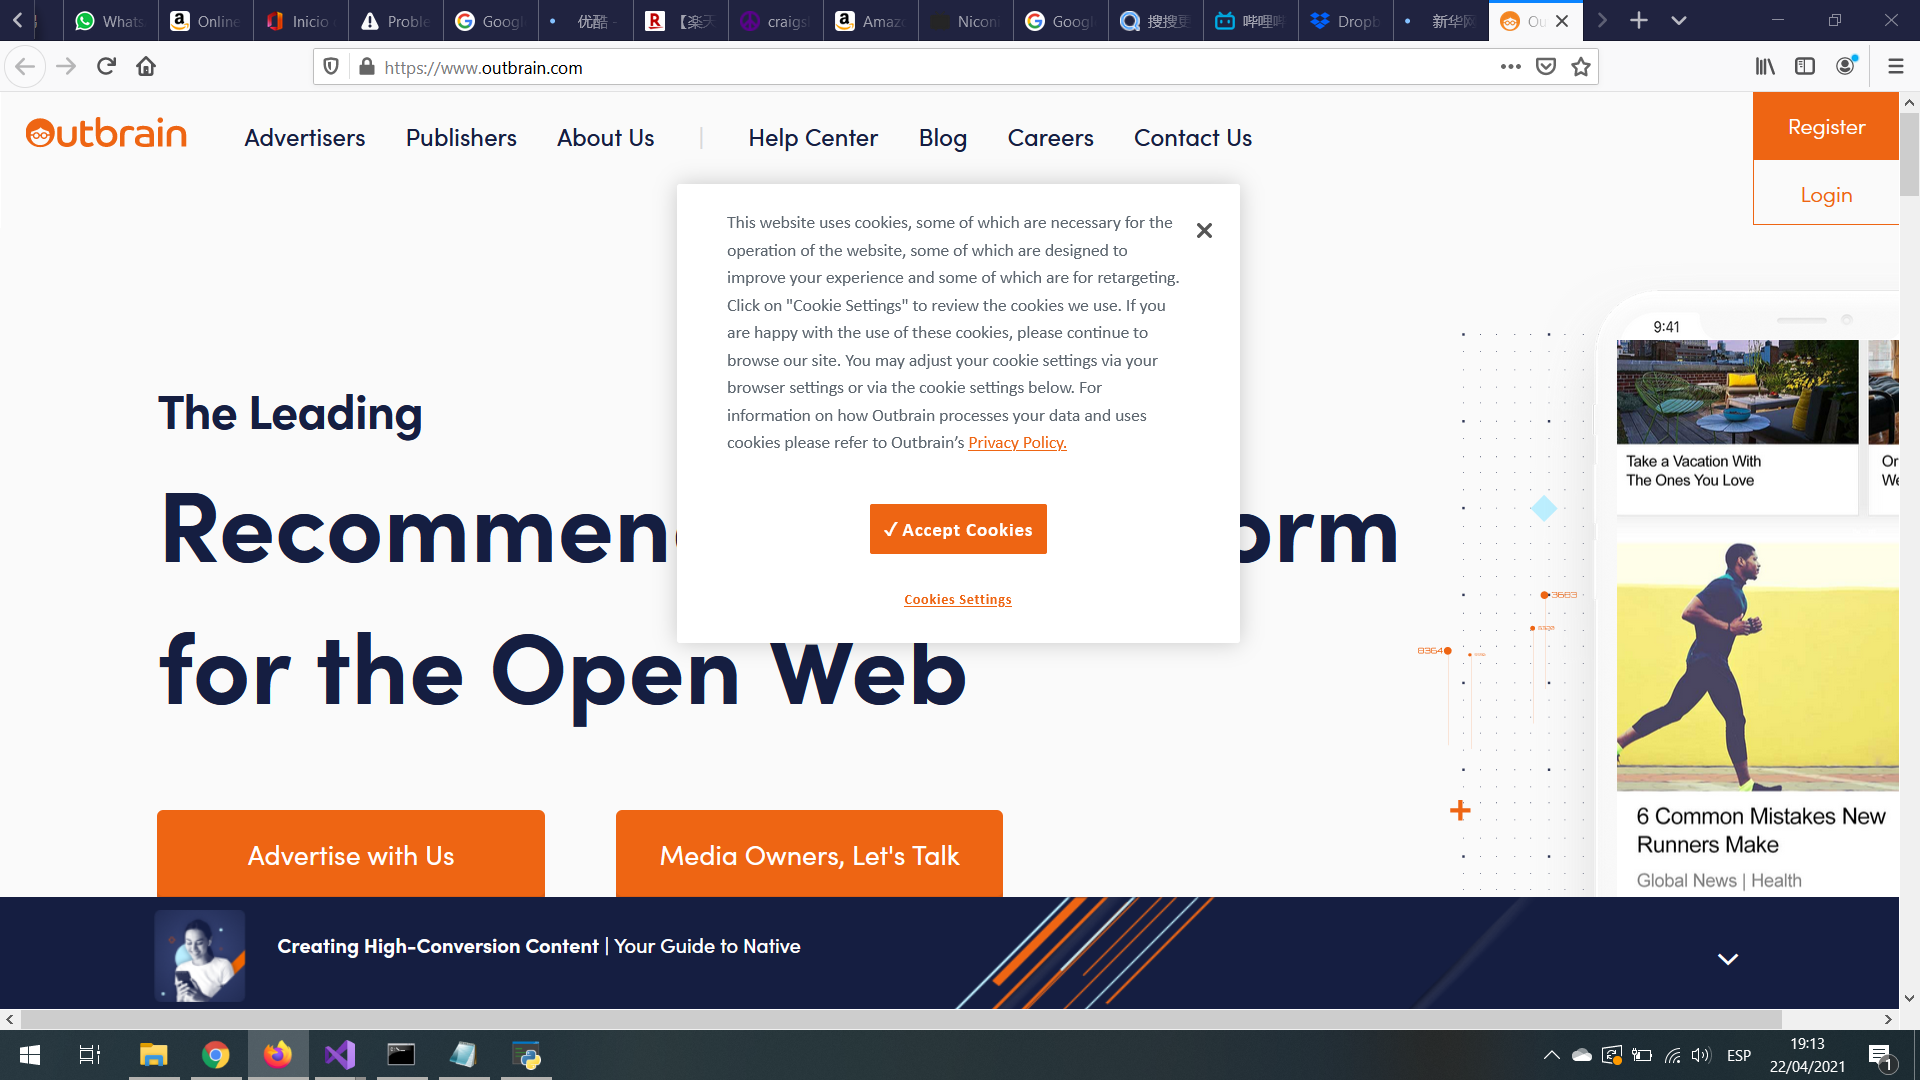 Whats
Online
Inicio
Proble
Google
优酷 -
【楽天
craigsl
Amazo
Niconi
Google
搜搜更
哔哩哔
Dropb
新华网
Ou
https://www.outbrain.com
Outbrain
Advertisers
Publishers
About Us
|
Help Center
Blog
Careers
Contact Us
Register
Login
This website uses cookies, some of which are necessary for the
operation of the website, some of which are designed to
improve your experience and some of which are for retargeting.
Click on "Cookie Settings" to review the cookies we use. If you
are happy with the use of these cookies, please continue to
browse our site. You may adjust your cookie settings via your
browser settings or via the cookie settings below. For
information on how Outbrain processes your data and uses
cookies please refer to Outbrain’s Privacy Policy.
✓ Accept Cookies
Cookies Settings
The Leading
Recommen orm
for the Open Web
Advertise with Us
Media Owners, Let's Talk
9:41
Take a Vacation With
The Ones You Love
Or
We
3683
8364
6 Common Mistakes New
Runners Make
Global News | Health
Creating High-Conversion Content | Your Guide to Native
ESP
19:13
22/04/2021
1